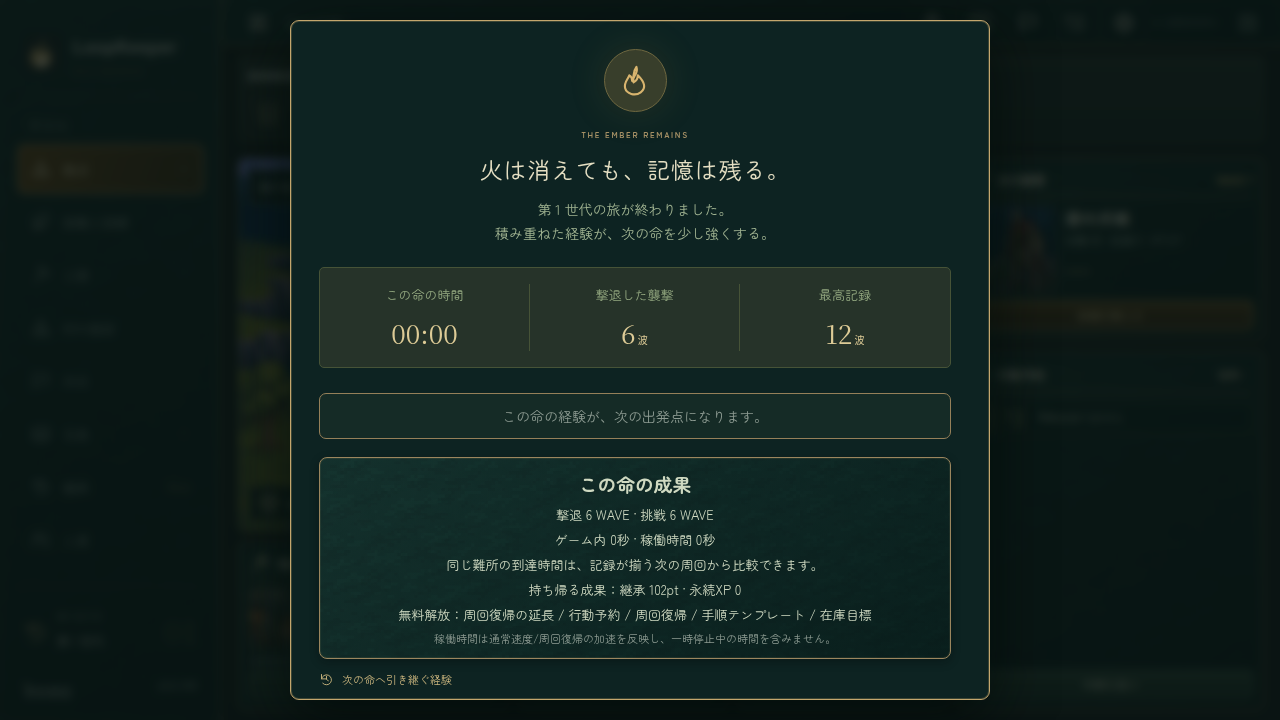 THE EMBER REMAINS
火は消えても、記憶は残る。
第1世代の旅が終わりました。
積み重ねた経験が、次の命を少し強くする。
この命の時間
00:00
撃退した襲撃
6波
最高記録
12波
この命の経験が、次の出発点になります。
この命の成果
撃退 6 WAVE · 挑戦 6 WAVE
ゲーム内 0秒 · 稼働時間 0秒
同じ難所の到達時間は、記録が揃う次の周回から比較できます。
持ち帰る成果：継承 102pt · 永続XP 0
無料解放：周回復帰の延長 / 行動予約 / 周回復帰 / 手順テンプレート / 在庫目標
稼働時間は通常速度/周回復帰の加速を反映し、一時停止中の時間を含みません。
次の命へ引き継ぐ経験